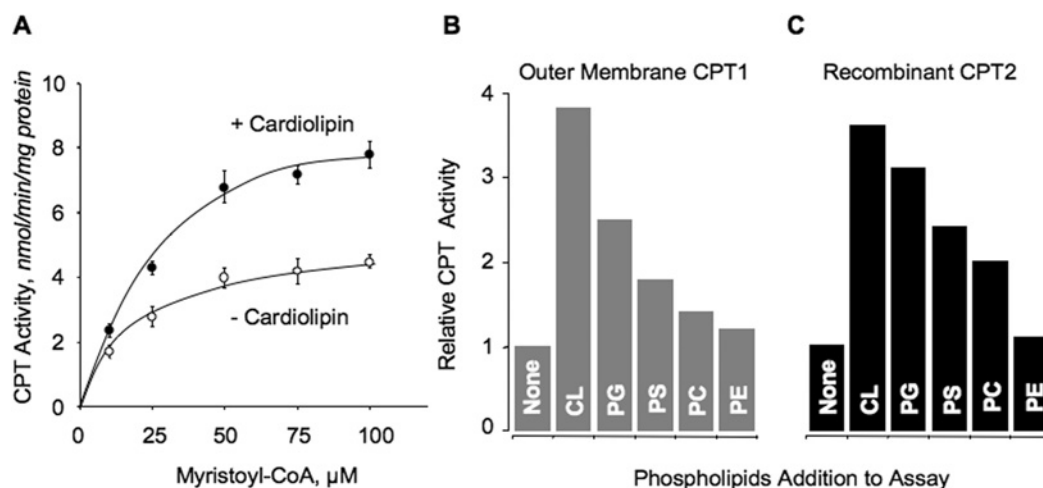 A
CPT Activity, nmol/min/mg protein
10
8
6
4
2
0
+ Cardiolipin
- Cardiolipin
0 25 50 75 100
Myristoyl-CoA, µM
B
Outer Membrane CPT1
Relative CPT Activity
4
3
2
1
0
None CL PG PS PC PE
C
Recombinant CPT2
None CL PG PS PC PE
Phospholipids Addition to Assay